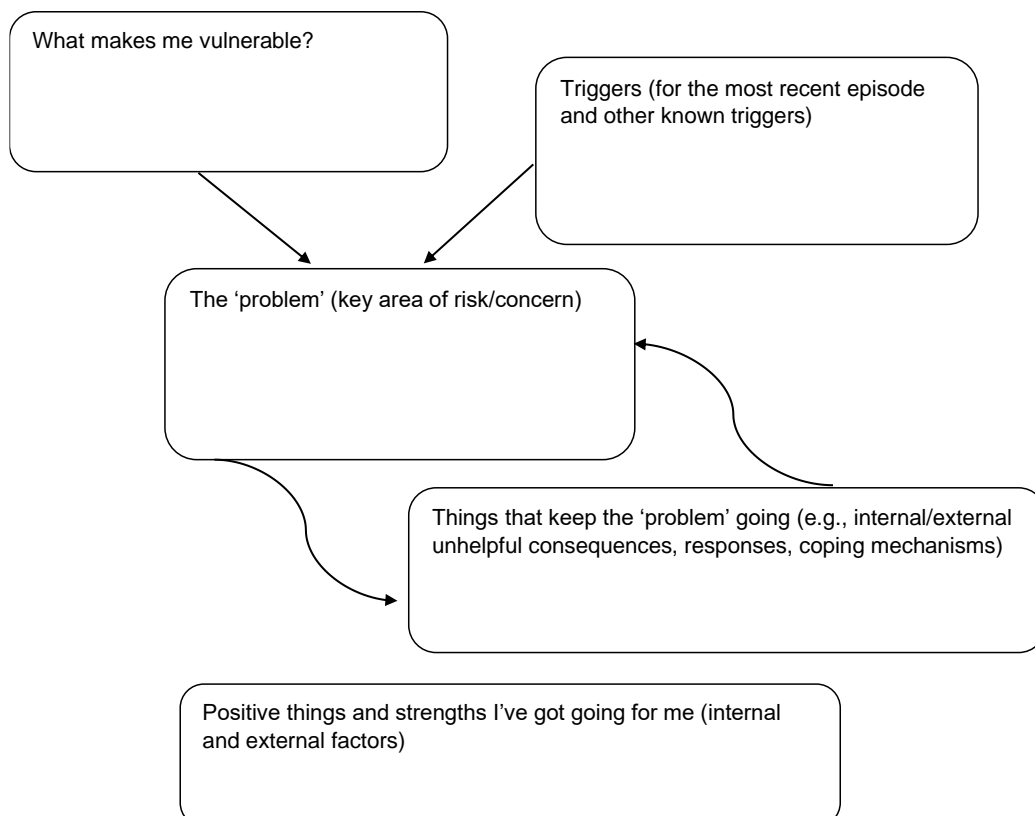 What makes me vulnerable?
Triggers (for the most recent episode
and other known triggers)
The ‘problem’ (key area of risk/concern)
Things that keep the ‘problem’ going (e.g., internal/external
unhelpful consequences, responses, coping mechanisms)
Positive things and strengths I’ve got going for me (internal
and external factors)